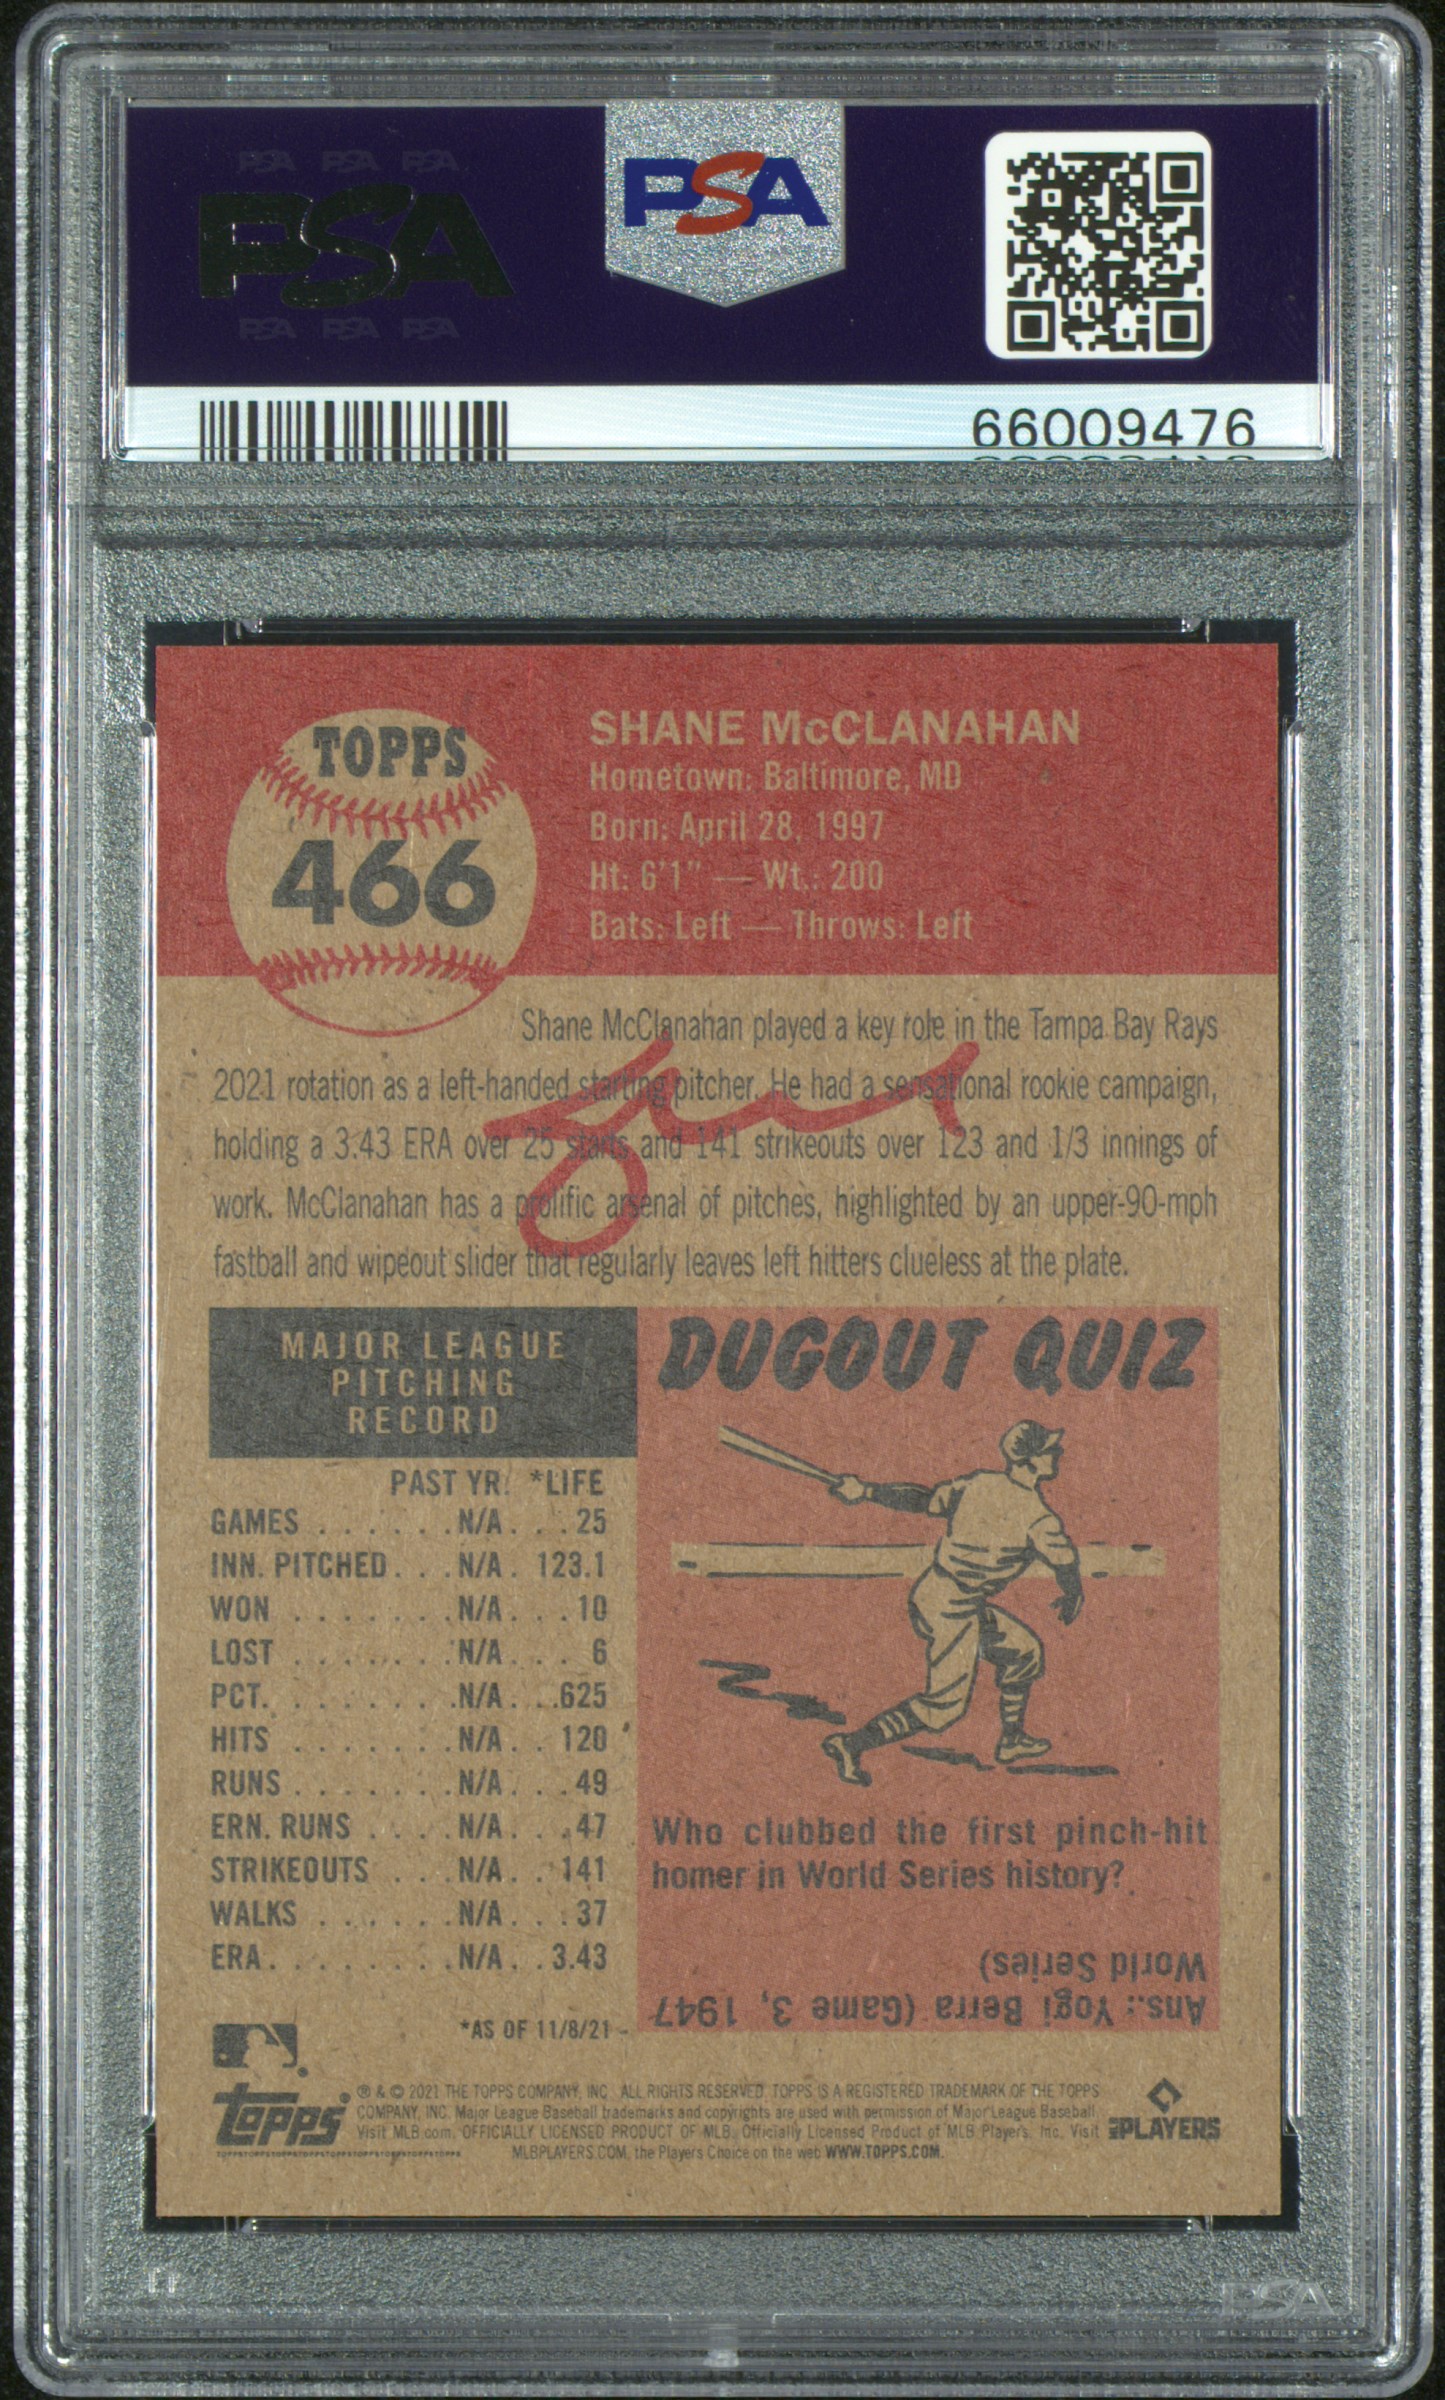 PSA PSA PSA
PSA
PSA PSA PSA
PSA
66009476
TOPPS
466
SHANE McCLANAHAN
Hometown: Baltimore, MD
Born: April 28, 1997
Ht: 6'1" — Wt.: 200
Bats: Left — Throws: Left
Shane McClanahan played a key role in the Tampa Bay Rays
2021 rotation as a left-handed starting pitcher. He had a sensational rookie campaign,
holding a 3.43 ERA over 25 starts and 141 strikeouts over 123 and 1/3 innings of
work. McClanahan has a prolific arsenal of pitches, highlighted by an upper-90-mph
fastball and wipeout slider that regularly leaves left hitters clueless at the plate.
MAJOR LEAGUE
PITCHING
RECORD
PAST YR. *LIFE
GAMES . . . . . . N/A . . . 25
INN. PITCHED . . . N/A . 123.1
WON . . . . . . . N/A . . . 10
LOST . . . . . . . N/A . . . 6
PCT. . . . . . . . N/A . . .625
HITS . . . . . . . N/A . . 120
RUNS . . . . . . . N/A . . . 49
ERN. RUNS . . . . N/A . . . 47
STRIKEOUTS . . . N/A . . 141
WALKS . . . . . . N/A . . . 37
ERA . . . . . . . . N/A . . 3.43
*AS OF 11/8/21
DUGOUT QUIZ
Who clubbed the first pinch-hit
homer in World Series history?
Ans.: Yogi Berra (Game 3, 1947
World Series)
topps
® & © 2021 THE TOPPS COMPANY, INC. ALL RIGHTS RESERVED. TOPPS IS A REGISTERED TRADEMARK OF THE TOPPS
COMPANY, INC. Major League Baseball trademarks and copyrights are used with permission of Major League Baseball.
Visit MLB.com. OFFICIALLY LICENSED PRODUCT OF MLB. Officially Licensed Product of MLB Players, Inc. Visit
MLBPLAYERS.COM, the Players Choice on the web WWW.TOPPS.COM.
PLAYERS
PSA